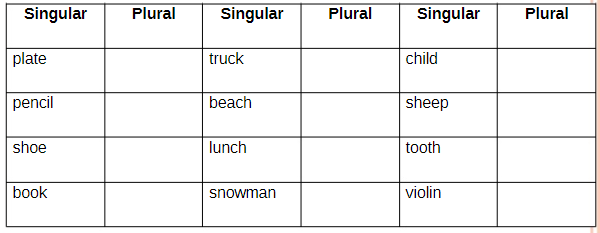 Singular Plural Singular Plural Singular Plural
plate truck child
pencil beach sheep
shoe lunch tooth
book snowman violin